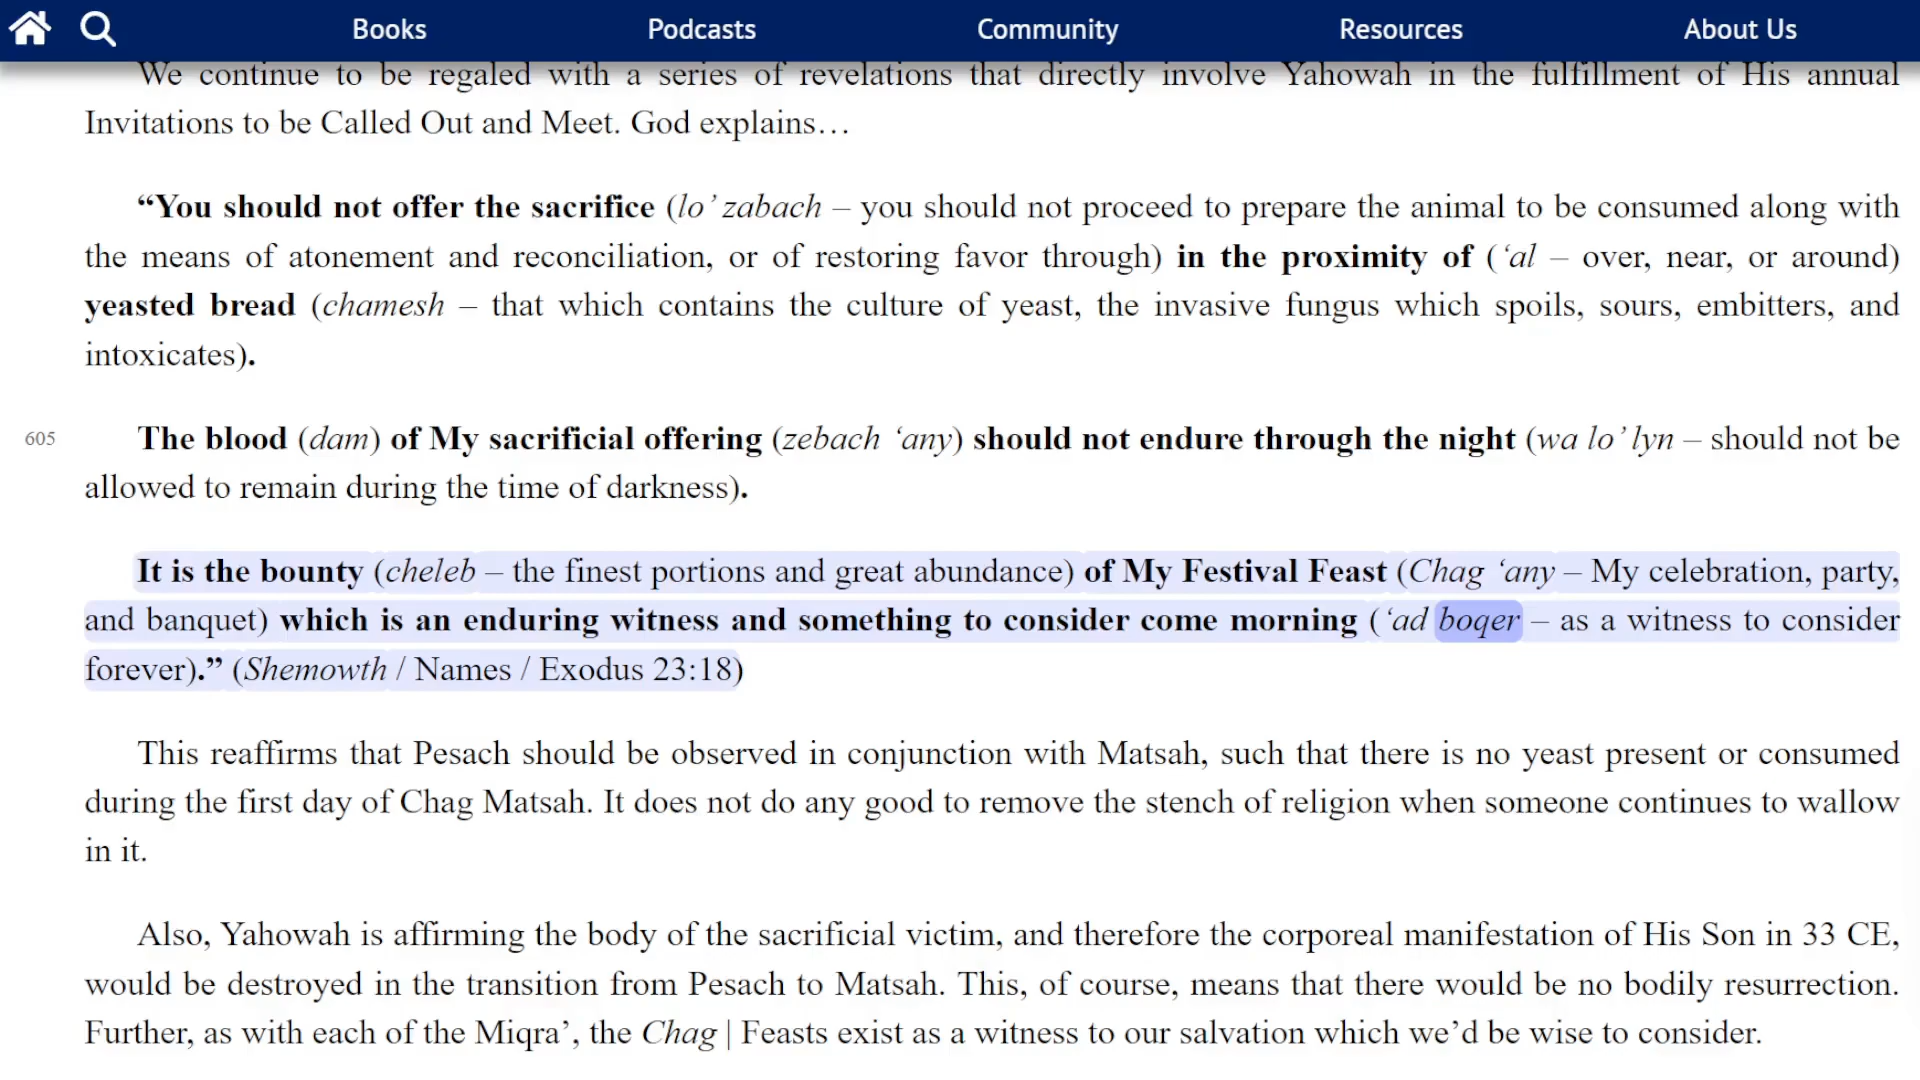 Books Podcasts Community Resources About Us
We continue to be regaled with a series of revelations that directly involve Yahowah in the fulfillment of His annual
Invitations to be Called Out and Meet. God explains…
“You should not offer the sacrifice (lo’ zabach – you should not proceed to prepare the animal to be consumed along with
the means of atonement and reconciliation, or of restoring favor through) in the proximity of (‘al – over, near, or around)
yeasted bread (chamesh – that which contains the culture of yeast, the invasive fungus which spoils, sours, embitters, and
intoxicates).
605 The blood (dam) of My sacrificial offering (zebach ‘any) should not endure through the night (wa lo’ lyn – should not be
allowed to remain during the time of darkness).
It is the bounty (cheleb – the finest portions and great abundance) of My Festival Feast (Chag ‘any – My celebration, party,
and banquet) which is an enduring witness and something to consider come morning (‘ad boqer – as a witness to consider
forever).” (Shemowth / Names / Exodus 23:18)
This reaffirms that Pesach should be observed in conjunction with Matsah, such that there is no yeast present or consumed
during the first day of Chag Matsah. It does not do any good to remove the stench of religion when someone continues to wallow
in it.
Also, Yahowah is affirming the body of the sacrificial victim, and therefore the corporeal manifestation of His Son in 33 CE,
would be destroyed in the transition from Pesach to Matsah. This, of course, means that there would be no bodily resurrection.
Further, as with each of the Miqra’, the Chag | Feasts exist as a witness to our salvation which we’d be wise to consider.